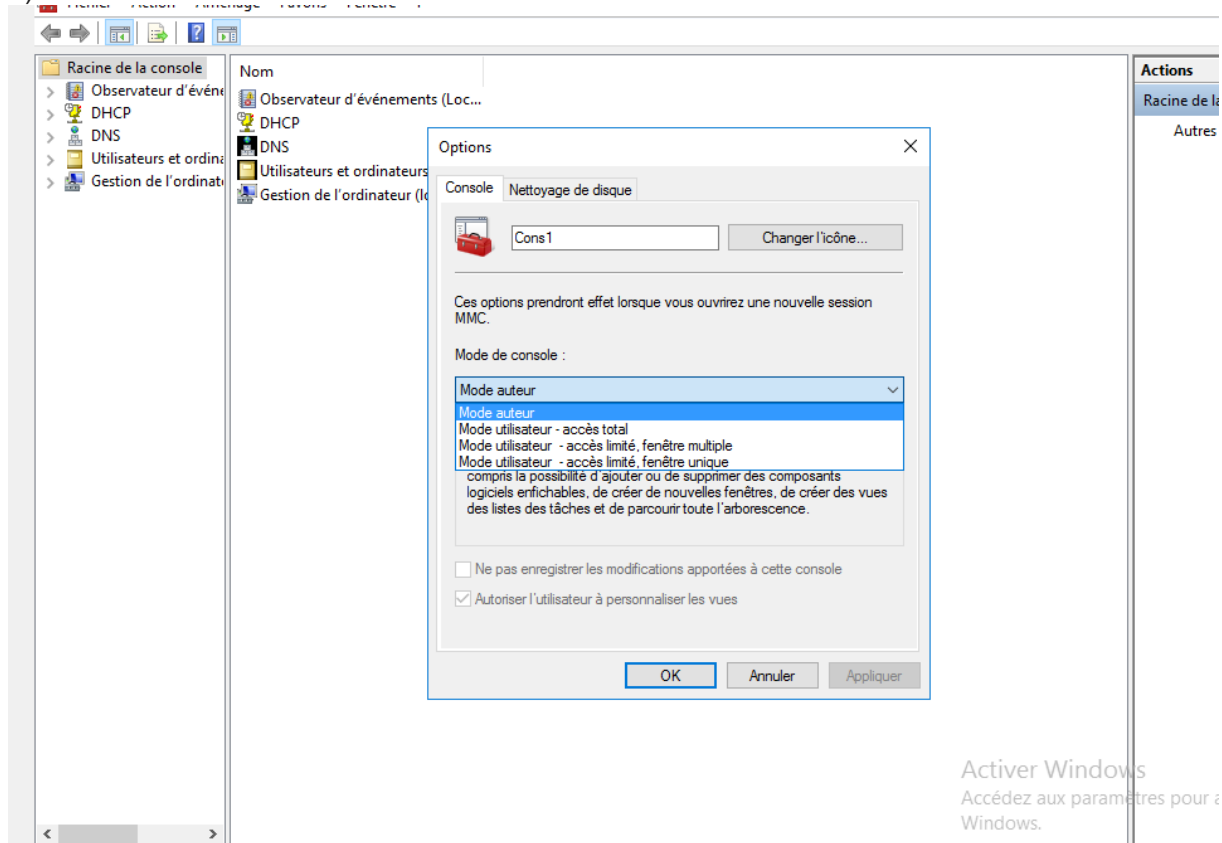 Racine de la console
Observateur d'événe
DHCP
DNS
Utilisateurs et ordina
Gestion de l'ordinat
Nom
Observateur d'événements (Loc...
DHCP
DNS
Utilisateurs et ordinateurs
Gestion de l'ordinateur (lo
Options
Console
Nettoyage de disque
Cons1
Changer l'icône...
Ces options prendront effet lorsque vous ouvrirez une nouvelle session
MMC.
Mode de console :
Mode auteur
Mode auteur
Mode utilisateur - accès total
Mode utilisateur - accès limité, fenêtre multiple
Mode utilisateur - accès limité, fenêtre unique
compris la possibilité d'ajouter ou de supprimer des composants
logiciels enfichables, de créer de nouvelles fenêtres, de créer des vues
des listes des tâches et de parcourir toute l'arborescence.
Ne pas enregistrer les modifications apportées à cette console
Autoriser l'utilisateur à personnaliser les vues
OK
Annuler
Appliquer
Actions
Racine de la
Autres
Activer Windows
Accédez aux paramètres pour a
Windows.